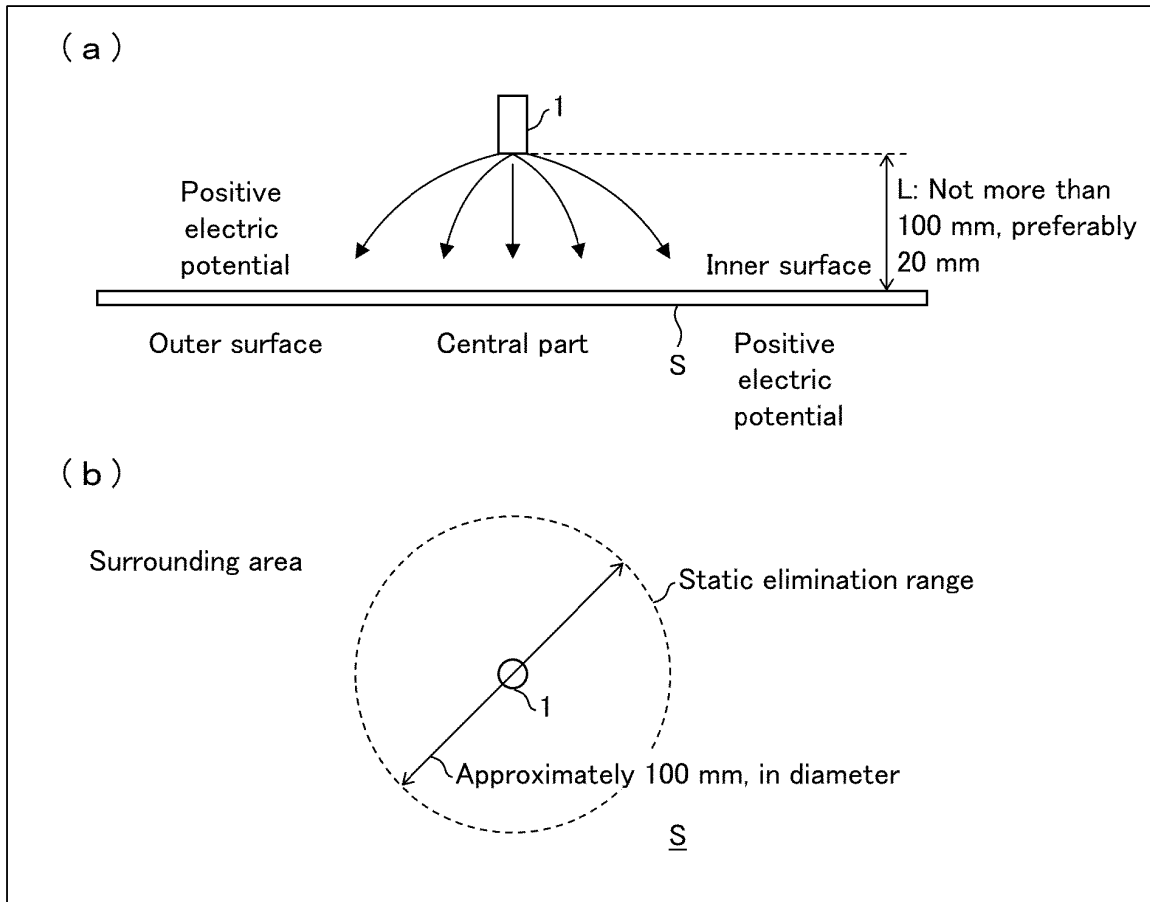 (a)
1
Positive
electric
potential
L: Not more than
100 mm, preferably
20 mm
Inner surface
Outer surface
Central part
S
Positive
electric
potential
(b)
Surrounding area
Static elimination range
1
Approximately 100 mm, in diameter
S